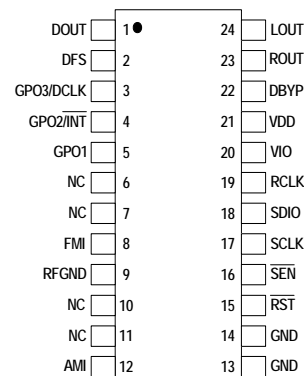 DOUT 1 24 LOUT
DFS 2 23 ROUT
GPO3/DCLK 3 22 DBYP
GPO2/INT 4 21 VDD
GPO1 5 20 VIO
NC 6 19 RCLK
NC 7 18 SDIO
FMI 8 17 SCLK
RFGND 9 16 SEN
NC 10 15 RST
NC 11 14 GND
AMI 12 13 GND